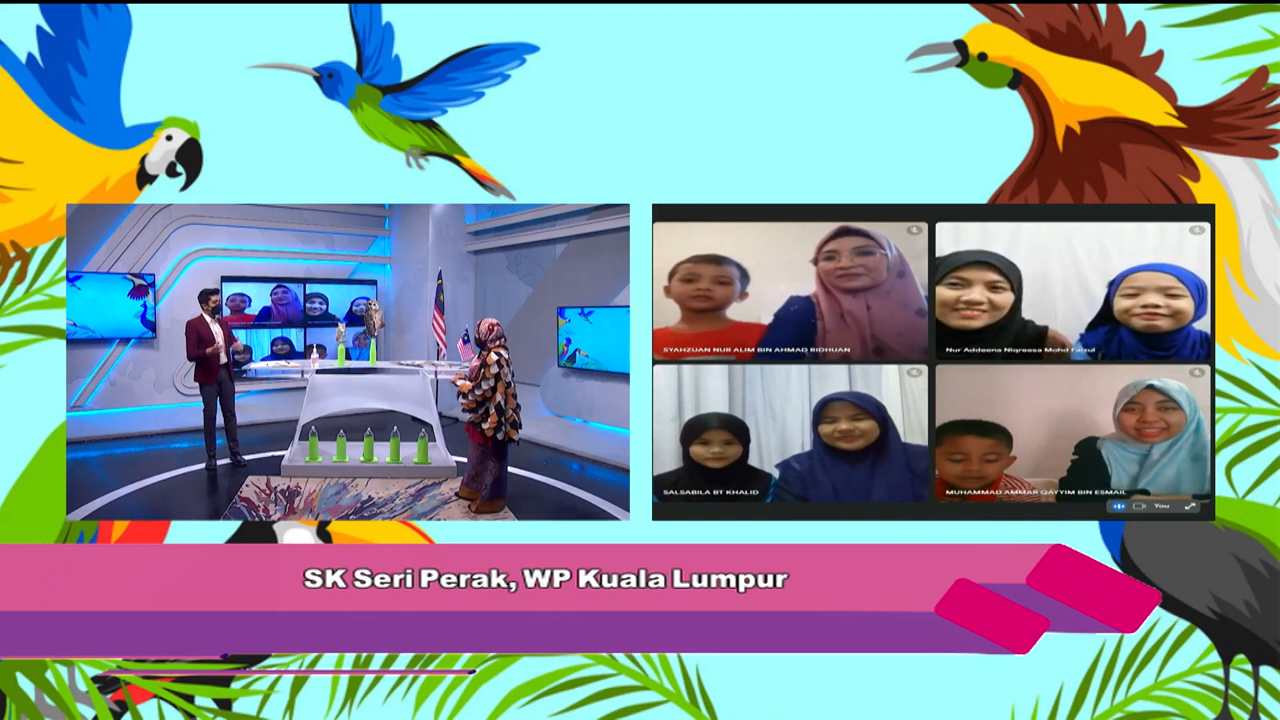 SYAHZUAN NUR ALIM BIN AHMAD BIDHUAN
Nur Addeena Niqreesa Mohd Faizul
SALSABILA BT KHALID
MUHAMMAD AMMAR QAYYIM BIN ESMAIL
You
SK Seri Perak, WP Kuala Lumpur